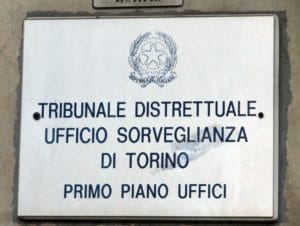 TRIBUNALE DISTRETTUALE
UFFICIO SORVEGLIANZA
DI TORINO
PRIMO PIANO UFFICI